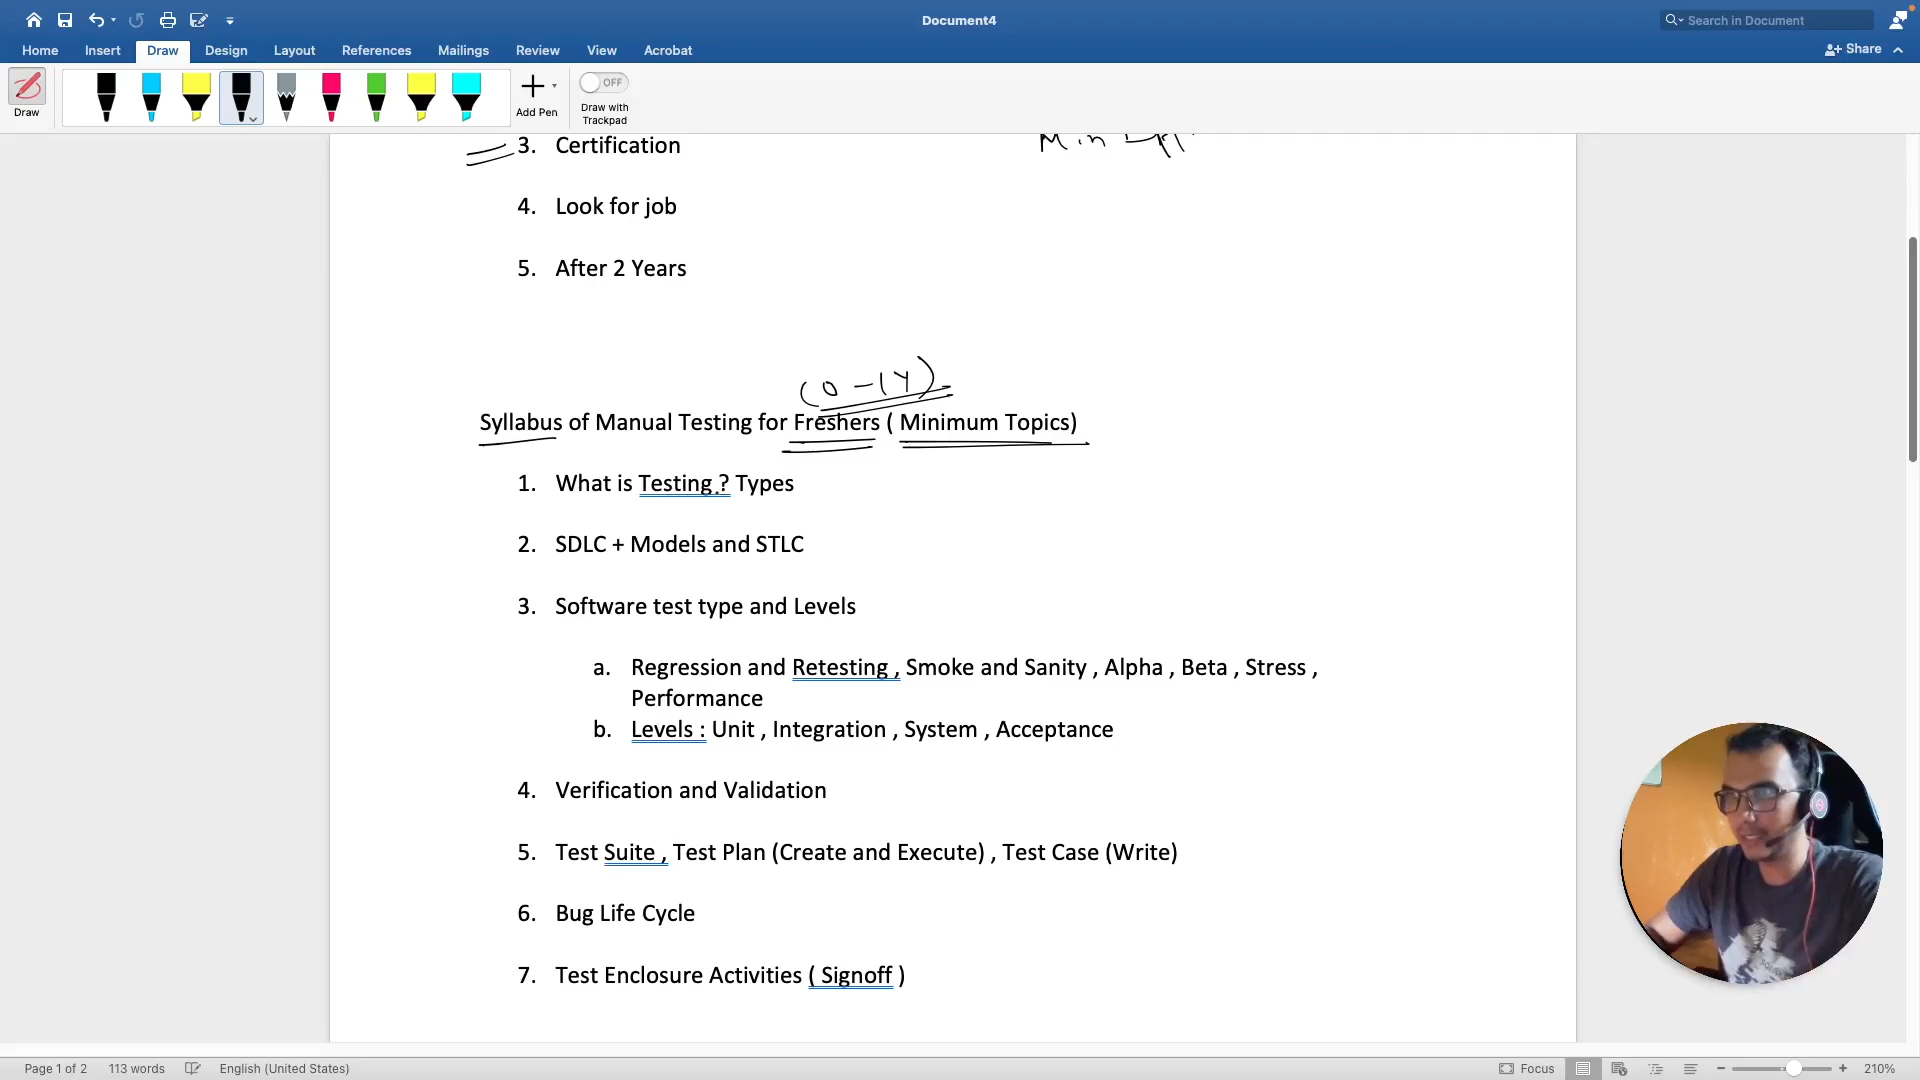 Document4
Search in Document
Home Insert Draw Design Layout References Mailings Review View Acrobat
Share
Draw
Add Pen
OFF
Draw with
Trackpad
3. Certification
Min
4. Look for job
5. After 2 Years
(0-1Y)
Syllabus of Manual Testing for Freshers ( Minimum Topics)
1. What is Testing.? Types
2. SDLC + Models and STLC
3. Software test type and Levels
a. Regression and Retesting , Smoke and Sanity , Alpha , Beta , Stress ,
Performance
b. Levels : Unit , Integration , System , Acceptance
4. Verification and Validation
5. Test Suite , Test Plan (Create and Execute) , Test Case (Write)
6. Bug Life Cycle
7. Test Enclosure Activities ( Signoff )
Page 1 of 2 113 words English (United States) Focus 210%